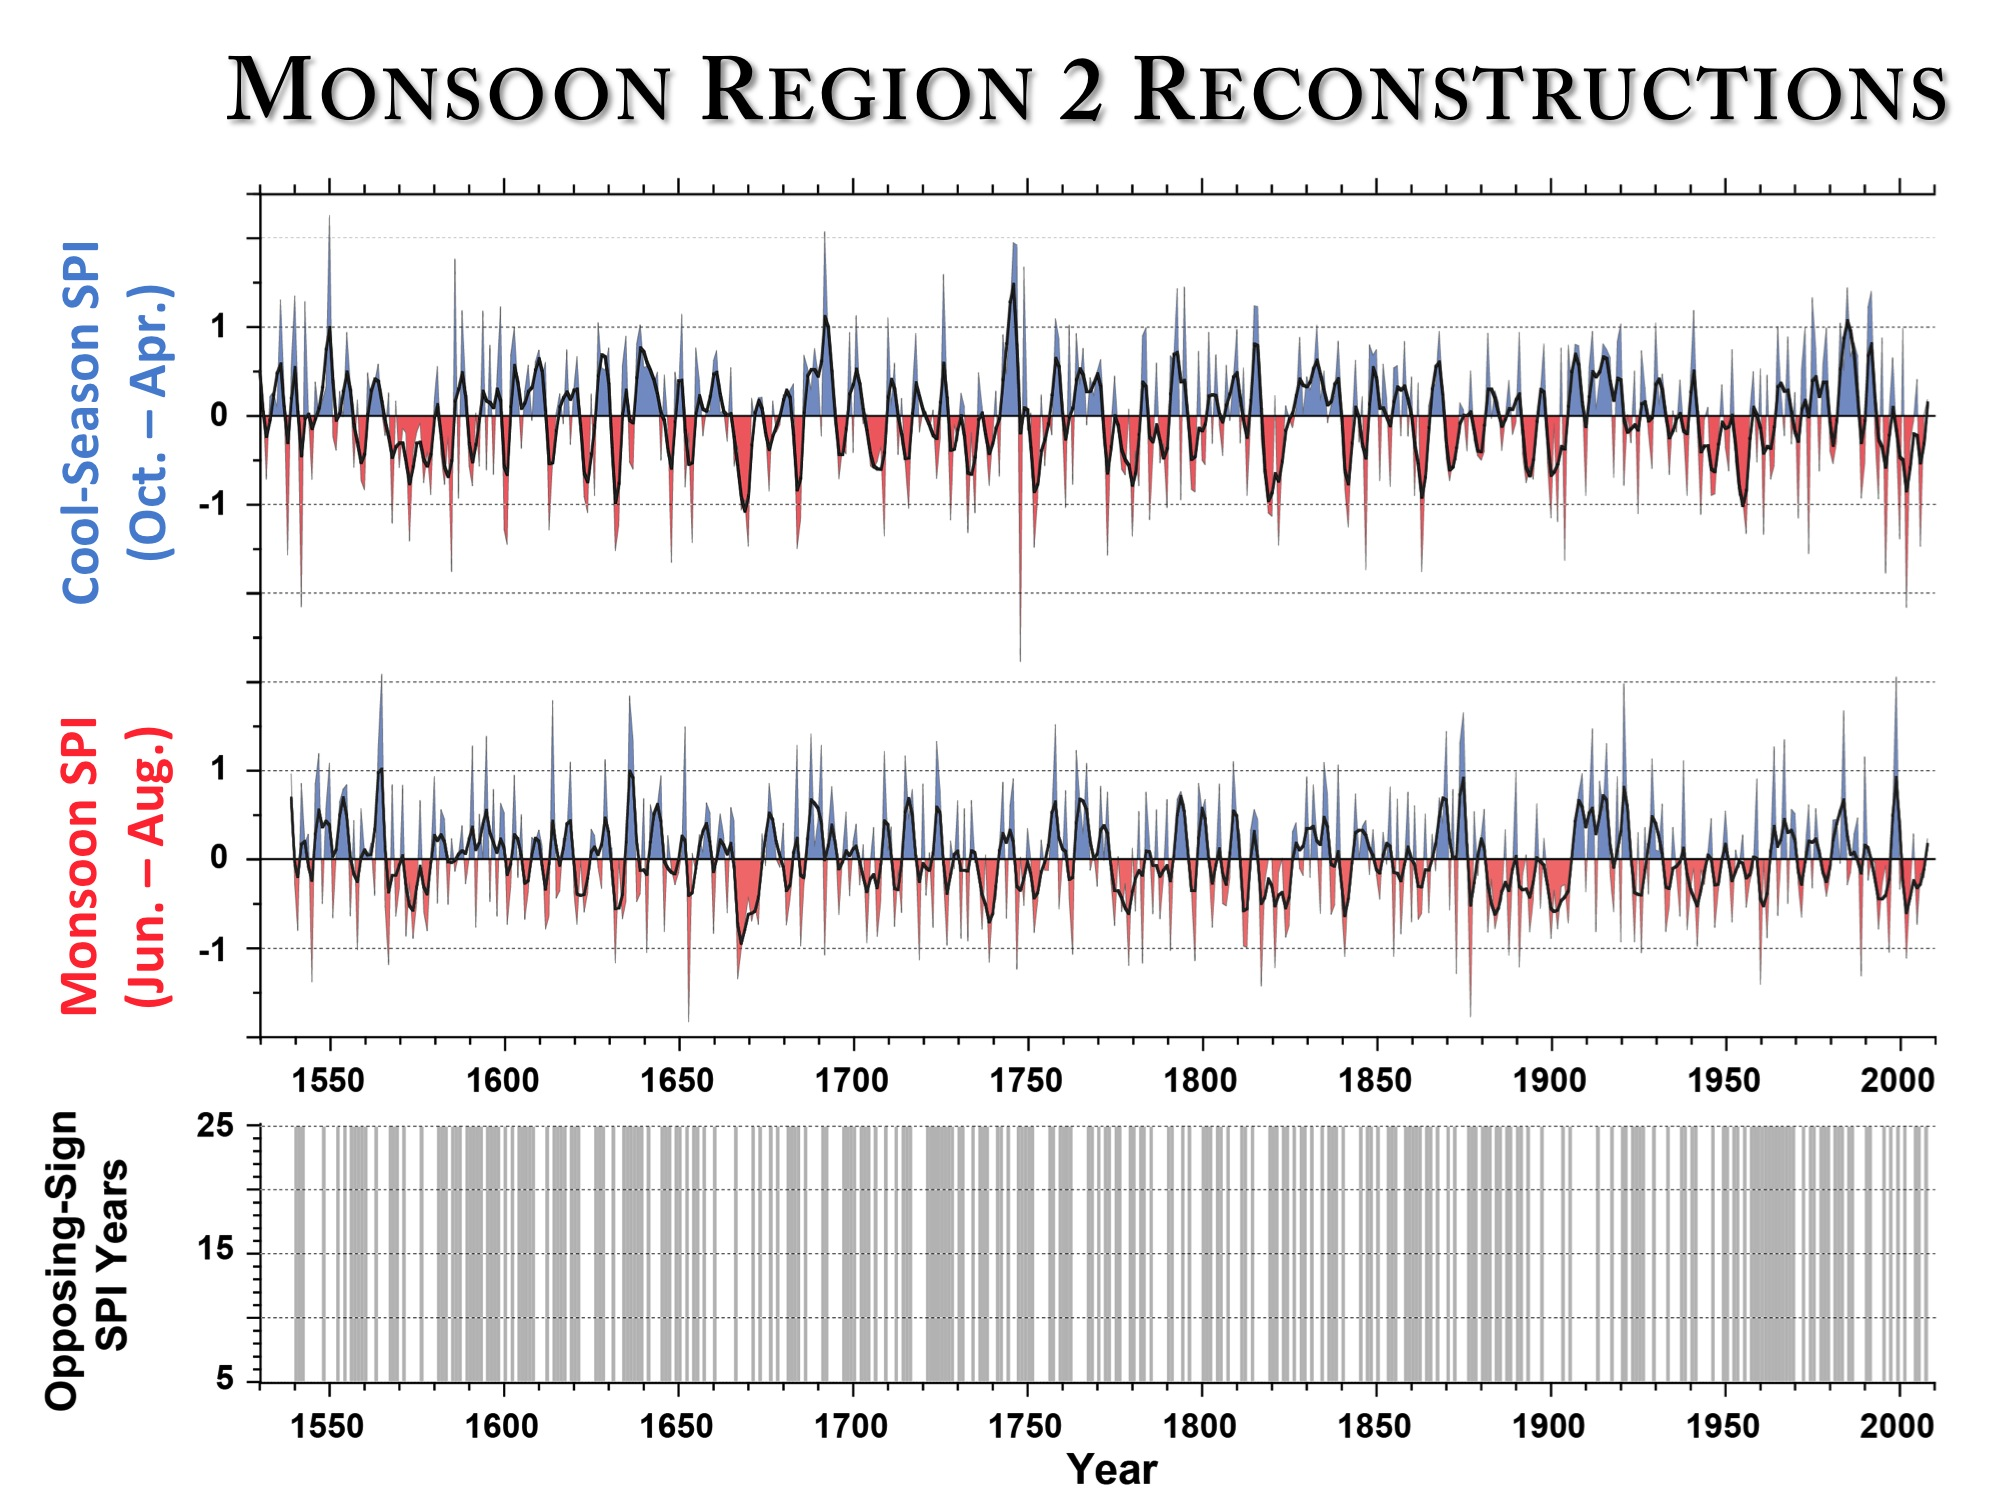 MONSOON REGION 2 RECONSTRUCTIONS
Cool-Season SPI
(Oct. – Apr.)
1
0
-1
Monsoon SPI
(Jun. – Aug.)
1
0
-1
1550 1600 1650 1700 1750 1800 1850 1900 1950 2000
Opposing-Sign
SPI Years
25
15
5
1550 1600 1650 1700 1750 1800 1850 1900 1950 2000
Year